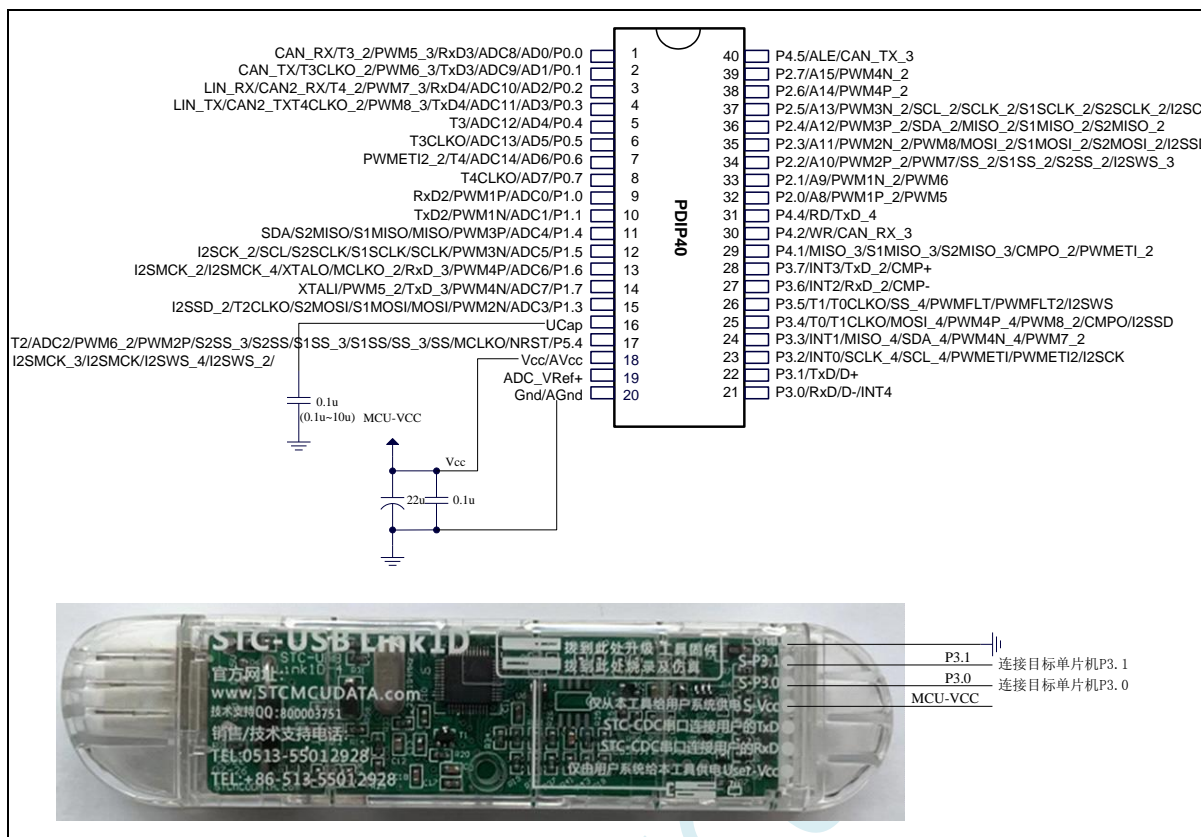 CAN_RX/T3_2/PWM5_3/RxD3/ADC8/AD0/P0.0 1
CAN_TX/T3CLKO_2/PWM6_3/TxD3/ADC9/AD1/P0.1 2
LIN_RX/CAN2_RX/T4_2/PWM7_3/RxD4/ADC10/AD2/P0.2 3
LIN_TX/CAN2_TXT4CLKO_2/PWM8_3/TxD4/ADC11/AD3/P0.3 4
T3/ADC12/AD4/P0.4 5
T3CLKO/ADC13/AD5/P0.5 6
PWMETI2_2/T4/ADC14/AD6/P0.6 7
T4CLKO/AD7/P0.7 8
RxD2/PWM1P/ADC0/P1.0 9
TxD2/PWM1N/ADC1/P1.1 10
SDA/S2MISO/S1MISO/MISO/PWM3P/ADC4/P1.4 11
I2SCK_2/SCL/S2SCLK/S1SCLK/SCLK/PWM3N/ADC5/P1.5 12
I2SMCK_2/I2SMCK_4/XTALO/MCLKO_2/RxD_3/PWM4P/ADC6/P1.6 13
XTALI/PWM5_2/TxD_3/PWM4N/ADC7/P1.7 14
I2SSD_2/T2CLKO/S2MOSI/S1MOSI/MOSI/PWM2N/ADC3/P1.3 15
UCap 16
T2/ADC2/PWM6_2/PWM2P/S2SS_3/S2SS/S1SS_3/S1SS/SS_3/SS/MCLKO/NRST/P5.4 17
I2SMCK_3/I2SMCK/I2SWS_4/I2SWS_2/
Vcc/AVcc 18
ADC_VRef+ 19
Gnd/AGnd 20
PDIP40
40 P4.5/ALE/CAN_TX_3
39 P2.7/A15/PWM4N_2
38 P2.6/A14/PWM4P_2
37 P2.5/A13/PWM3N_2/SCL_2/SCLK_2/S1SCLK_2/S2SCLK_2/I2SC
36 P2.4/A12/PWM3P_2/SDA_2/MISO_2/S1MISO_2/S2MISO_2
35 P2.3/A11/PWM2N_2/PWM8/MOSI_2/S1MOSI_2/S2MOSI_2/I2SS
34 P2.2/A10/PWM2P_2/PWM7/SS_2/S1SS_2/S2SS_2/I2SWS_3
33 P2.1/A9/PWM1N_2/PWM6
32 P2.0/A8/PWM1P_2/PWM5
31 P4.4/RD/TxD_4
30 P4.2/WR/CAN_RX_3
29 P4.1/MISO_3/S1MISO_3/S2MISO_3/CMPO_2/PWMETI_2
28 P3.7/INT3/TxD_2/CMP+
27 P3.6/INT2/RxD_2/CMP-
26 P3.5/T1/T0CLKO/SS_4/PWMFLT/PWMFLT2/I2SWS
25 P3.4/T0/T1CLKO/MOSI_4/PWM4P_4/PWM8_2/CMPO/I2SSD
24 P3.3/INT1/MISO_4/SDA_4/PWM4N_4/PWM7_2
23 P3.2/INT0/SCLK_4/SCL_4/PWMETI/PWMETI2/I2SCK
22 P3.1/TxD/D+
21 P3.0/RxD/D-/INT4
0.1u
(0.1u~10u)
MCU-VCC
Vcc
22u
0.1u
STC-USB Link1D
官方网址:
www.STCMCUDATA.com
技术支持QQ:800003751
销售/技术支持电话:
TEL:0513-55012928
TEL:+86-513-55012928
拨到此处升级工具固件
拨到此处烧录及仿真
Gnd
S-P3.1
S-P3.0
仅从本工具给用户系统供电 S-Vcc
STC-CDC串口连接用户的TxD
STC-CDC串口连接用户的RxD
仅由用户系统给本工具供电User-Vcc
P3.1 连接目标单片机P3.1
P3.0 连接目标单片机P3.0
MCU-VCC